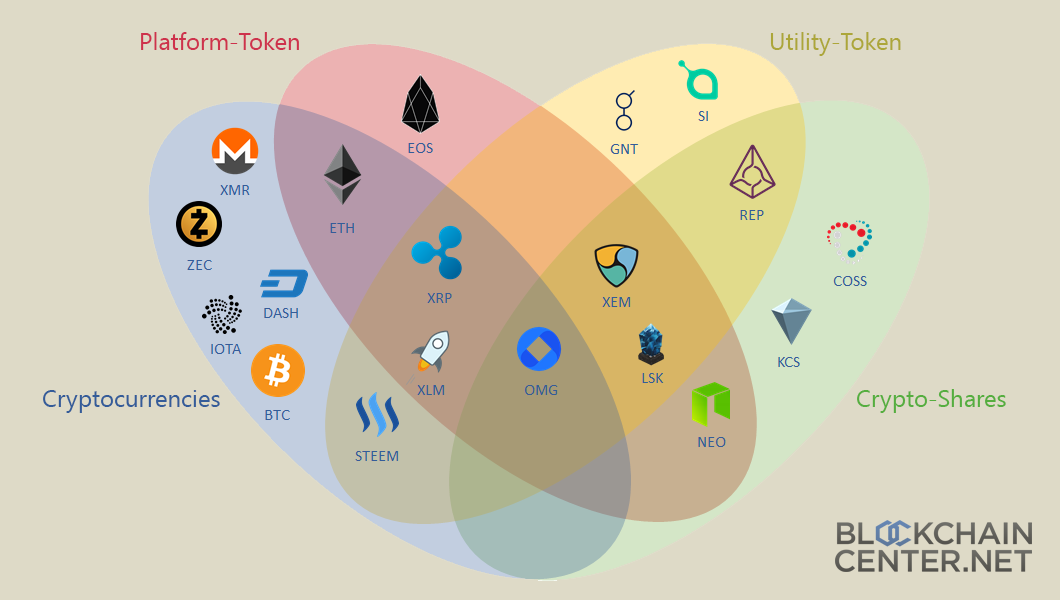 Platform-Token
Utility-Token
EOS
SI
GNT
XMR
ETH
REP
ZEC
XRP
XEM
COSS
DASH
IOTA
XLM
OMG
LSK
KCS
Cryptocurrencies
Crypto-Shares
BTC
STEEM
NEO
BLOCKCHAIN
CENTER.NET